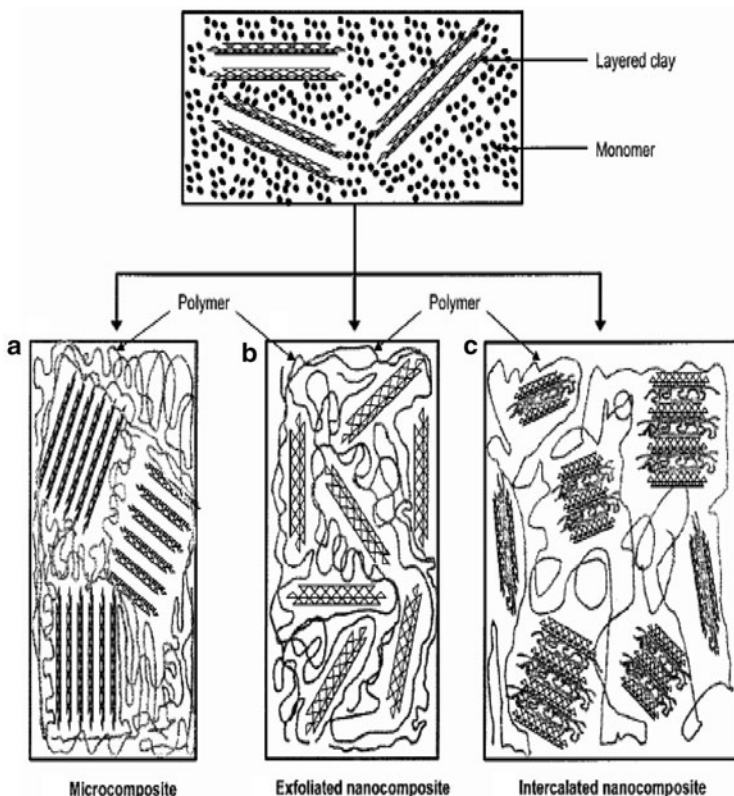 Layered clay
Monomer
Polymer
Polymer
a
b
c
Microcomposite
Exfoliated nanocomposite
Intercalated nanocomposite